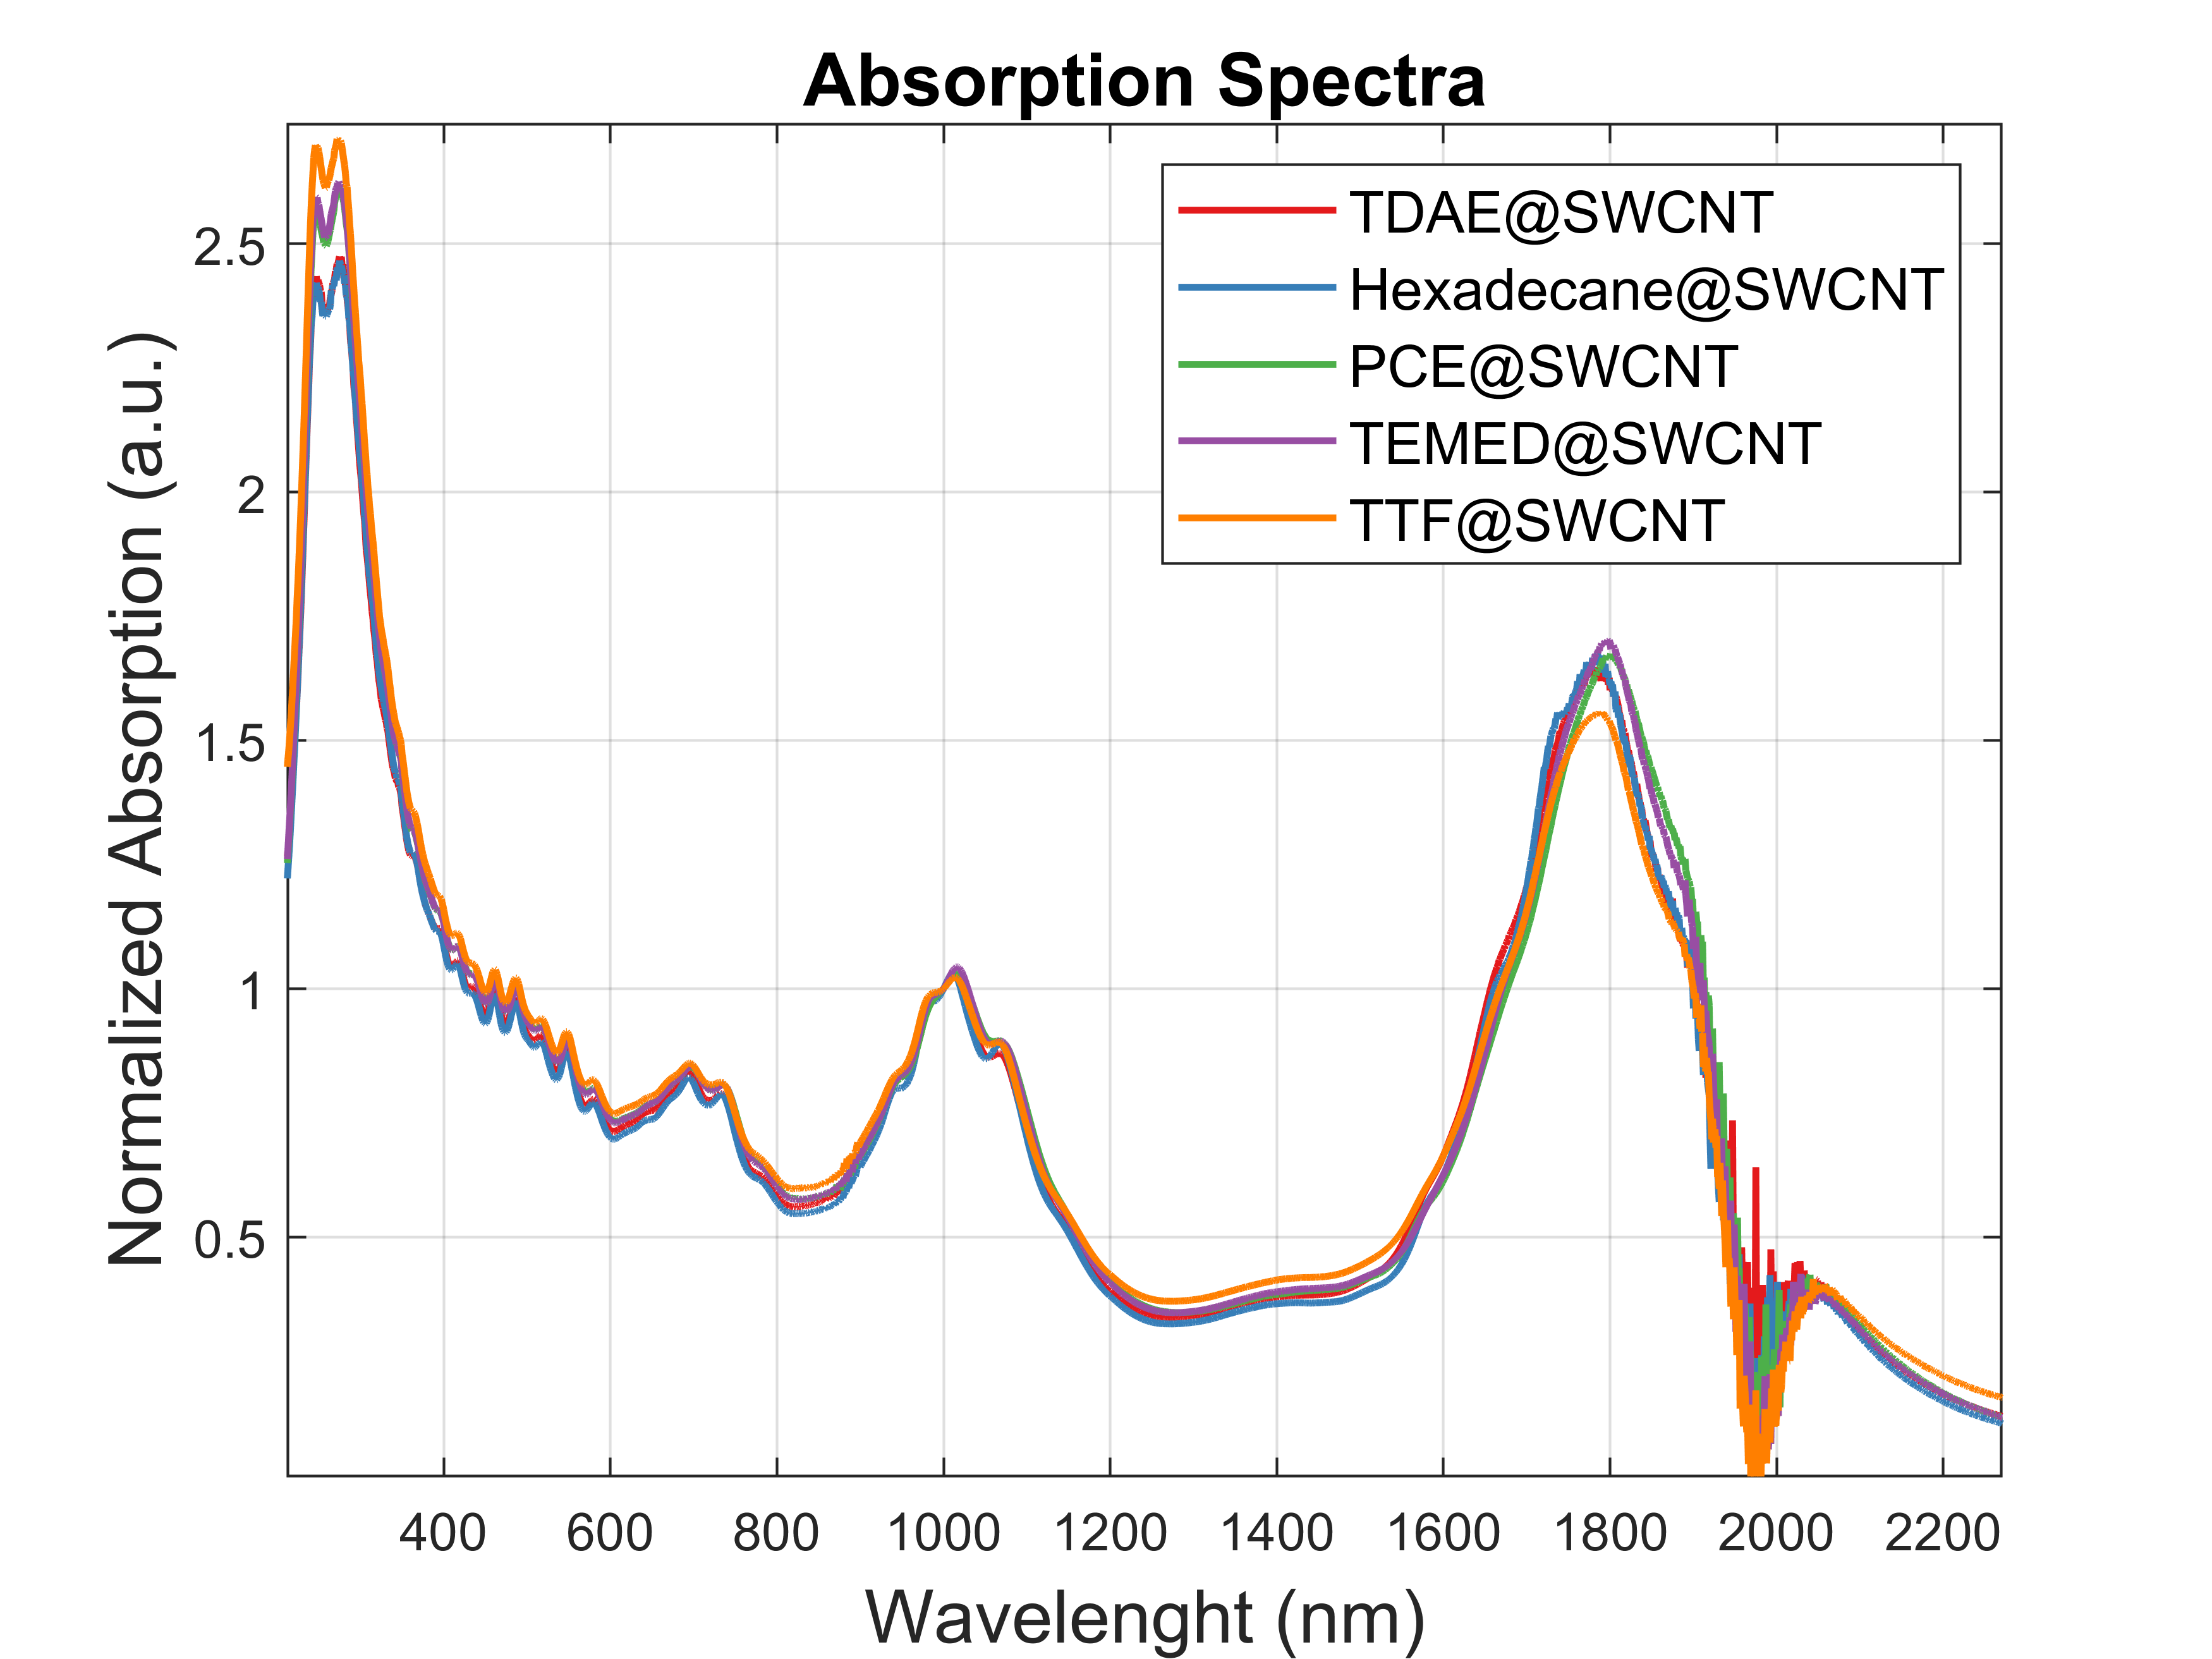 Absorption Spectra
TDAE@SWCNT
Hexadecane@SWCNT
PCE@SWCNT
TEMED@SWCNT
TTF@SWCNT
Normalized Absorption (a.u.)
2.5
2
1.5
1
0.5
400 600 800 1000 1200 1400 1600 1800 2000 2200
Wavelenght (nm)